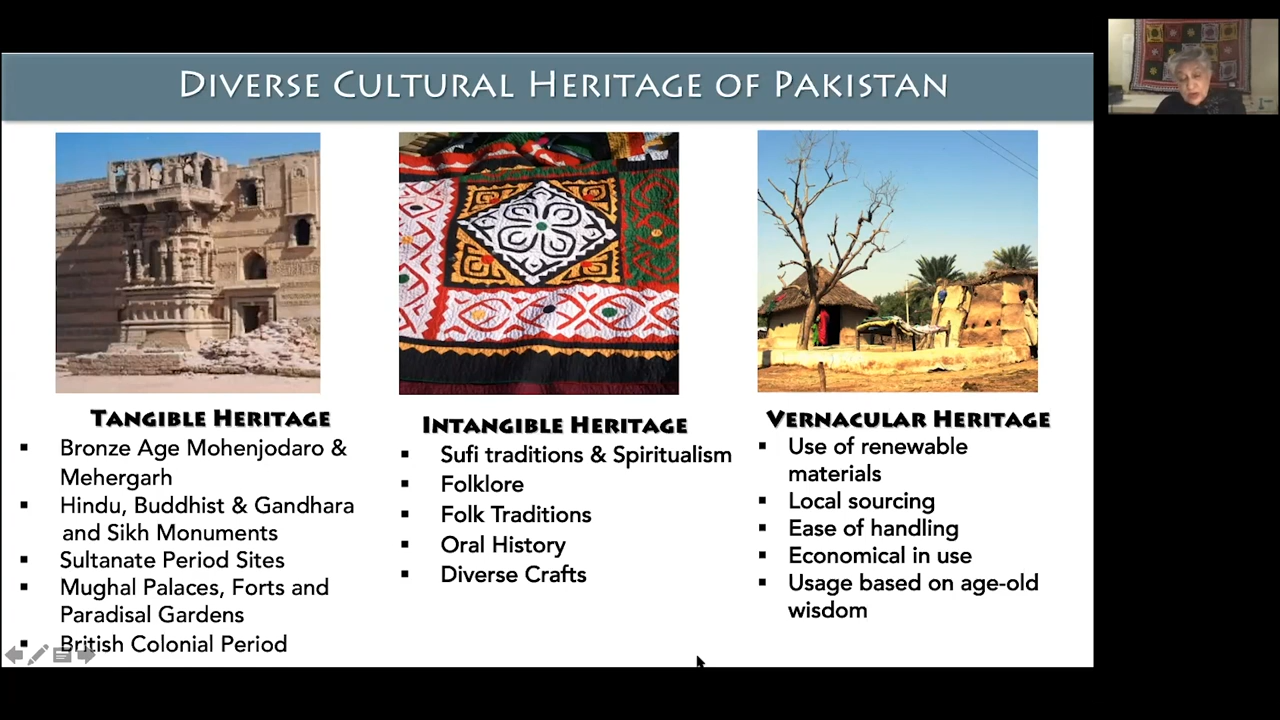 DIVERSE CULTURAL HERITAGE OF PAKISTAN
TANGIBLE HERITAGE
▪ Bronze Age Mohenjodaro &
Mehergarh
▪ Hindu, Buddhist & Gandhara
and Sikh Monuments
▪ Sultanate Period Sites
▪ Mughal Palaces, Forts and
Paradisal Gardens
▪ British Colonial Period
INTANGIBLE HERITAGE
▪ Sufi traditions & Spiritualism
▪ Folklore
▪ Folk Traditions
▪ Oral History
▪ Diverse Crafts
VERNACULAR HERITAGE
▪ Use of renewable
materials
▪ Local sourcing
▪ Ease of handling
▪ Economical in use
▪ Usage based on age-old
wisdom